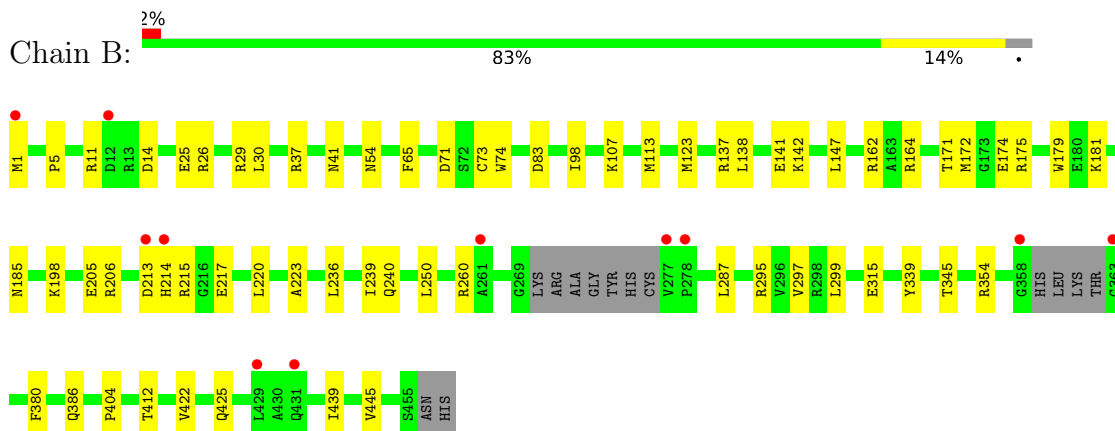 2%
Chain B:
83% 14% •
M1 P5 R11 D12 R13 D14 E25 R26 R29 L30 R37 N41 N54 F65 D71 S72 C73 W74 D83 I98 K107 M113 M123 R137 L138 E141 K142 L147 R162 A163 R164 T171 M172 G173 E174 R175 W179 E180 K181
N185 K198 E205 R206 D213 H214 R215 G216 E217 L220 A223 L236 I239 Q240 L250 R260 A261 G269 LYS ARG ALA GLY TYR HIS CYS V277 P278 L287 R295 V296 V297 R298 L299 E315 Y339 T345 R354 G358 HIS LEU LYS THR G363
F380 Q386 P404 T412 V422 Q425 L429 A430 Q431 I439 V445 S455 ASN HIS